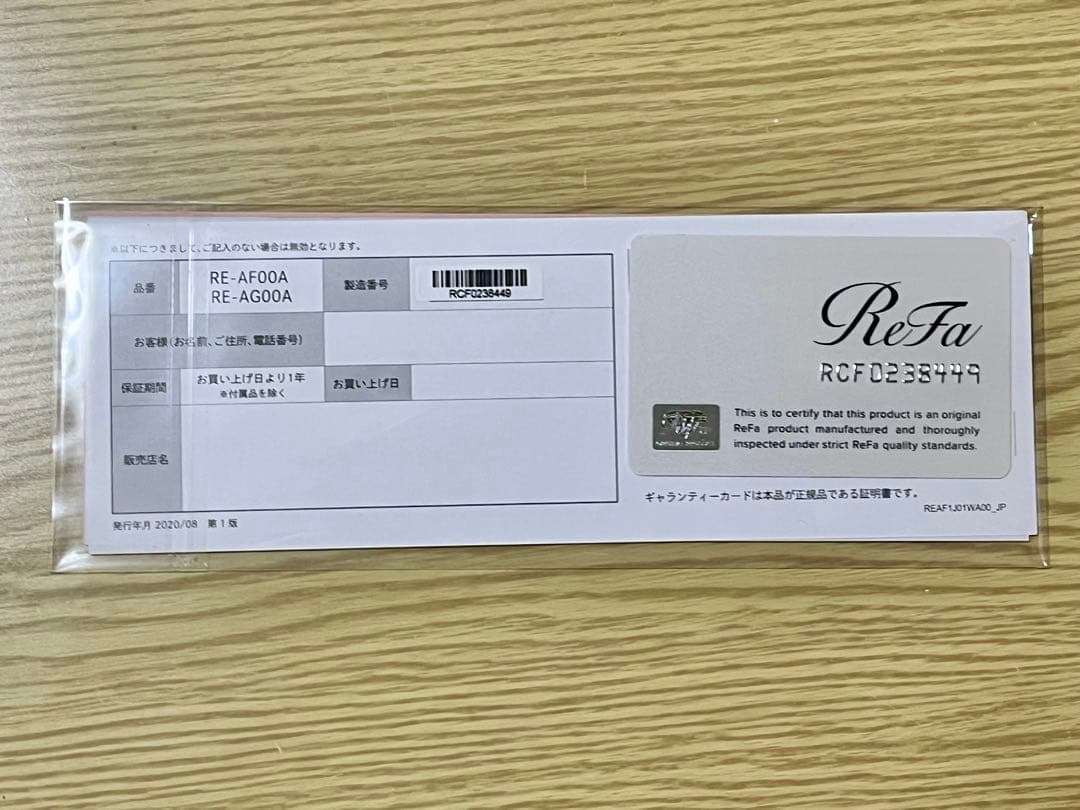 ※以下につきまして、ご記入のない場合は無効となります。
品番
RE-AF00A
RE-AG00A
製造番号
RCF0238449
お客様(お名前、ご住所、電話番号)
保証期間
お買い上げ日より1年
※付属品を除く
お買い上げ日
販売店名
発行年月 2020/08 第1版
ReFa
RCF0238449
ReFa
This is to certify that this product is an original
ReFa product manufactured and thoroughly
inspected under strict ReFa quality standards.
ギャランティーカードは本品が正規品である証明書です。
REAF1J01WA00_JP